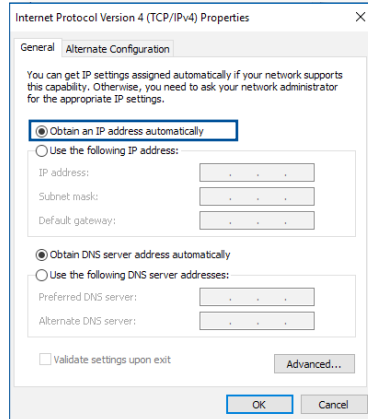 Internet Protocol Version 4 (TCP/IPv4) Properties
General
Alternate Configuration
You can get IP settings assigned automatically if your network supports
this capability. Otherwise, you need to ask your network administrator
for the appropriate IP settings.
Obtain an IP address automatically
Use the following IP address:
IP address:
Subnet mask:
Default gateway:
Obtain DNS server address automatically
Use the following DNS server addresses:
Preferred DNS server:
Alternate DNS server:
Validate settings upon exit
Advanced...
OK
Cancel